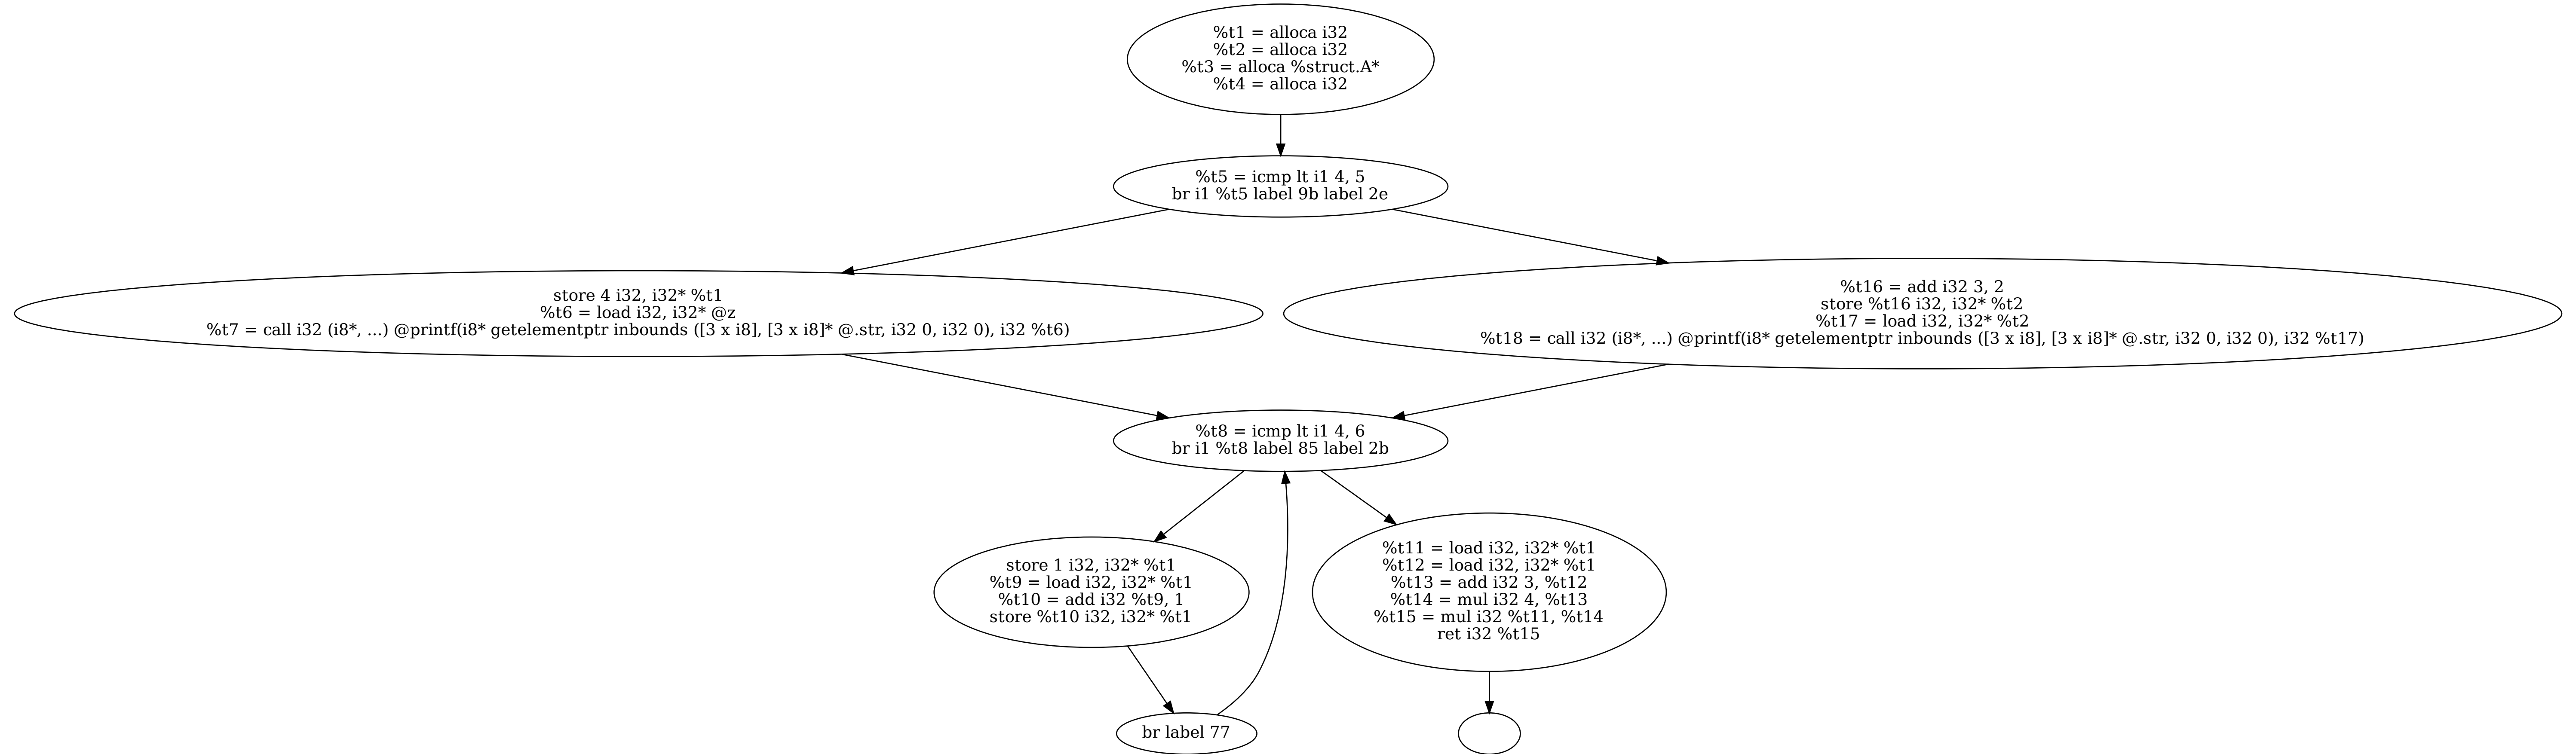 %t1 = alloca i32
%t2 = alloca i32
%t3 = alloca %struct.A*
%t4 = alloca i32
%t5 = icmp lt i1 4, 5
br i1 %t5 label 9b label 2e
store 4 i32, i32* %t1
%t6 = load i32, i32* @z
%t7 = call i32 (i8*, ...) @printf(i8* getelementptr inbounds ([3 x i8], [3 x i8]* @.str, i32 0, i32 0), i32 %t6)
%t16 = add i32 3, 2
store %t16 i32, i32* %t2
%t17 = load i32, i32* %t2
%t18 = call i32 (i8*, ...) @printf(i8* getelementptr inbounds ([3 x i8], [3 x i8]* @.str, i32 0, i32 0), i32 %t17)
%t8 = icmp lt i1 4, 6
br i1 %t8 label 85 label 2b
store 1 i32, i32* %t1
%t9 = load i32, i32* %t1
%t10 = add i32 %t9, 1
store %t10 i32, i32* %t1
%t11 = load i32, i32* %t1
%t12 = load i32, i32* %t1
%t13 = add i32 3, %t12
%t14 = mul i32 4, %t13
%t15 = mul i32 %t11, %t14
ret i32 %t15
br label 77